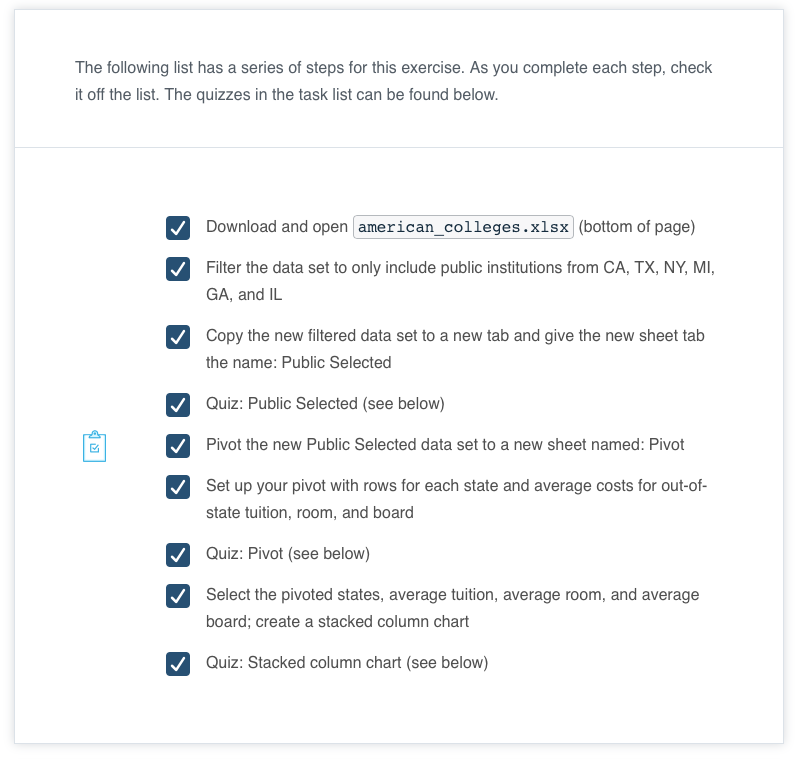 The following list has a series of steps for this exercise. As you complete each step, check
it off the list. The quizzes in the task list can be found below.
Download and open american_colleges.xlsx (bottom of page)
Filter the data set to only include public institutions from CA, TX, NY, MI,
GA, and IL
Copy the new filtered data set to a new tab and give the new sheet tab
the name: Public Selected
Quiz: Public Selected (see below)
Pivot the new Public Selected data set to a new sheet named: Pivot
Set up your pivot with rows for each state and average costs for out-of-
state tuition, room, and board
Quiz: Pivot (see below)
Select the pivoted states, average tuition, average room, and average
board; create a stacked column chart
Quiz: Stacked column chart (see below)